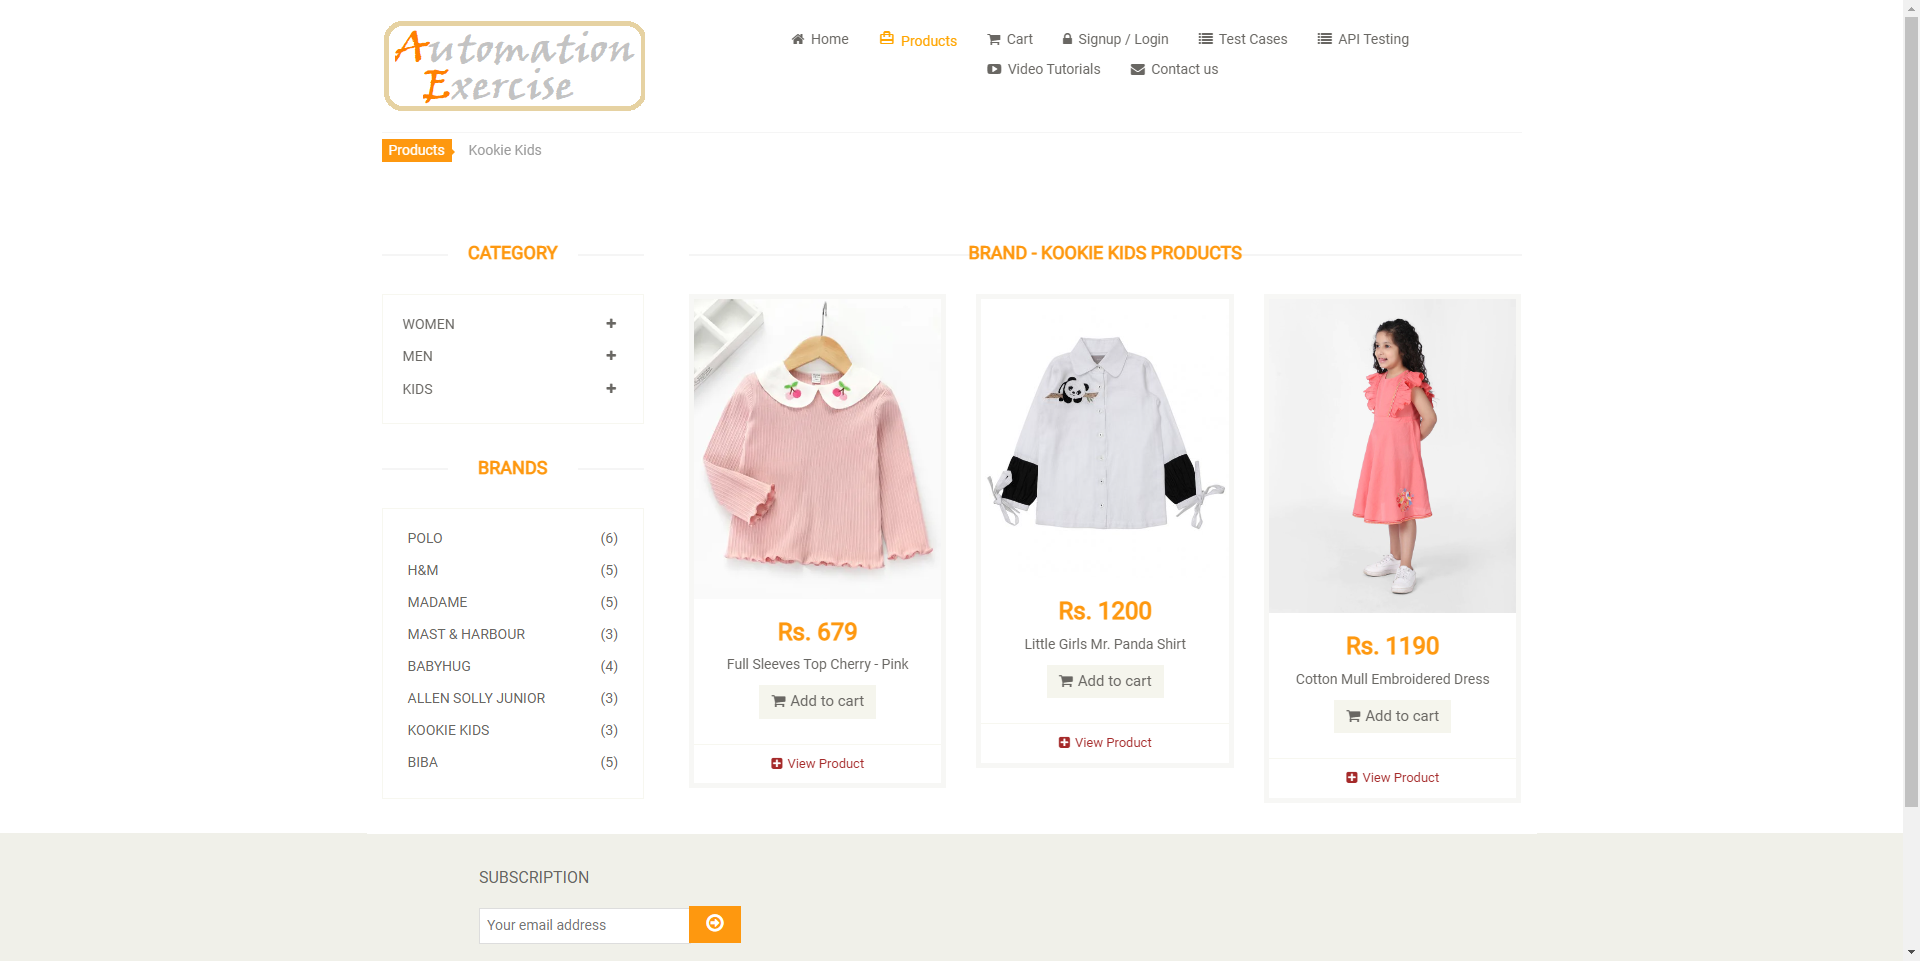 Automation
Exercise
Home
Products
Cart
Signup / Login
Test Cases
API Testing
Video Tutorials
Contact us
Products
Kookie Kids
CATEGORY
WOMEN
MEN
KIDS
BRANDS
POLO (6)
H&M (5)
MADAME (5)
MAST & HARBOUR (3)
BABYHUG (4)
ALLEN SOLLY JUNIOR (3)
KOOKIE KIDS (3)
BIBA (5)
BRAND - KOOKIE KIDS PRODUCTS
Rs. 679
Full Sleeves Top Cherry - Pink
Add to cart
View Product
Rs. 1200
Little Girls Mr. Panda Shirt
Add to cart
View Product
Rs. 1190
Cotton Mull Embroidered Dress
Add to cart
View Product
SUBSCRIPTION
Your email address